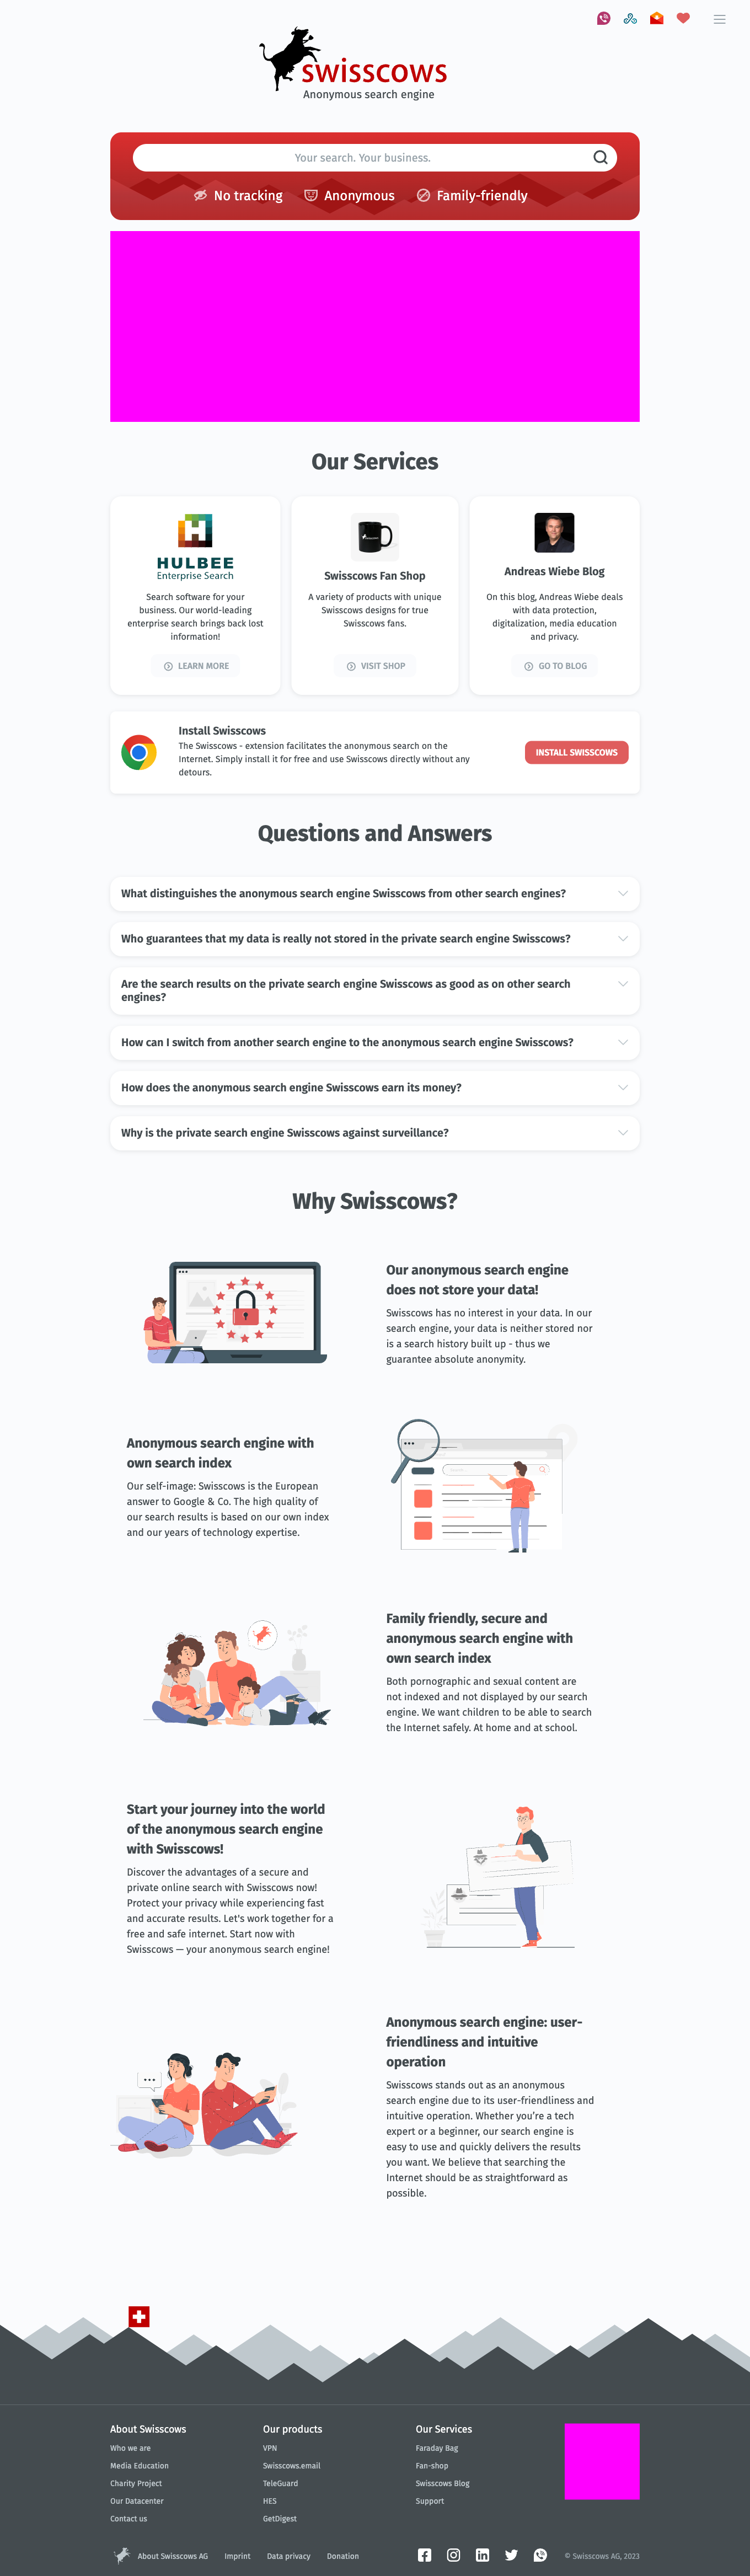 swisscows
Anonymous search engine
Your search. Your business.
No tracking
Anonymous
Family-friendly
Our Services
HULBEE
Enterprise Search
Search software for your
business. Our world-leading
enterprise search brings back lost
information!
LEARN MORE
Swisscows Fan Shop
A variety of products with unique
Swisscows designs for true
Swisscows fans.
VISIT SHOP
Andreas Wiebe Blog
On this blog, Andreas Wiebe deals
with data protection,
digitalization, media education
and privacy.
GO TO BLOG
Install Swisscows
The Swisscows - extension facilitates the anonymous search on the
Internet. Simply install it for free and use Swisscows directly without any
detours.
INSTALL SWISSCOWS
Questions and Answers
What distinguishes the anonymous search engine Swisscows from other search engines?
Who guarantees that my data is really not stored in the private search engine Swisscows?
Are the search results on the private search engine Swisscows as good as on other search
engines?
How can I switch from another search engine to the anonymous search engine Swisscows?
How does the anonymous search engine Swisscows earn its money?
Why is the private search engine Swisscows against surveillance?
Why Swisscows?
Our anonymous search engine
does not store your data!
Swisscows has no interest in your data. In our
search engine, your data is neither stored nor
is a search history built up - thus we
guarantee absolute anonymity.
Anonymous search engine with
own search index
Our self-image: Swisscows is the European
answer to Google & Co. The high quality of
our search results is based on our own index
and our years of technology expertise.
Family friendly, secure and
anonymous search engine with
own search index
Both pornographic and sexual content are
not indexed and not displayed by our search
engine. We want children to be able to search
the Internet safely. At home and at school.
Start your journey into the world
of the anonymous search engine
with Swisscows!
Discover the advantages of a secure and
private online search with Swisscows now!
Protect your privacy while experiencing fast
and accurate results. Let's work together for a
free and safe internet. Start now with
Swisscows — your anonymous search engine!
Anonymous search engine: user-
friendliness and intuitive
operation
Swisscows stands out as an anonymous
search engine due to its user-friendliness and
intuitive operation. Whether you're a tech
expert or a beginner, our search engine is
easy to use and quickly delivers the results
you want. We believe that searching the
Internet should be as straightforward as
possible.
About Swisscows
Who we are
Media Education
Charity Project
Our Datacenter
Contact us
Our products
VPN
Swisscows.email
TeleGuard
HES
GetDigest
Our Services
Faraday Bag
Fan-shop
Swisscows Blog
Support
About Swisscows AG
Imprint
Data privacy
Donation
© Swisscows AG, 2023